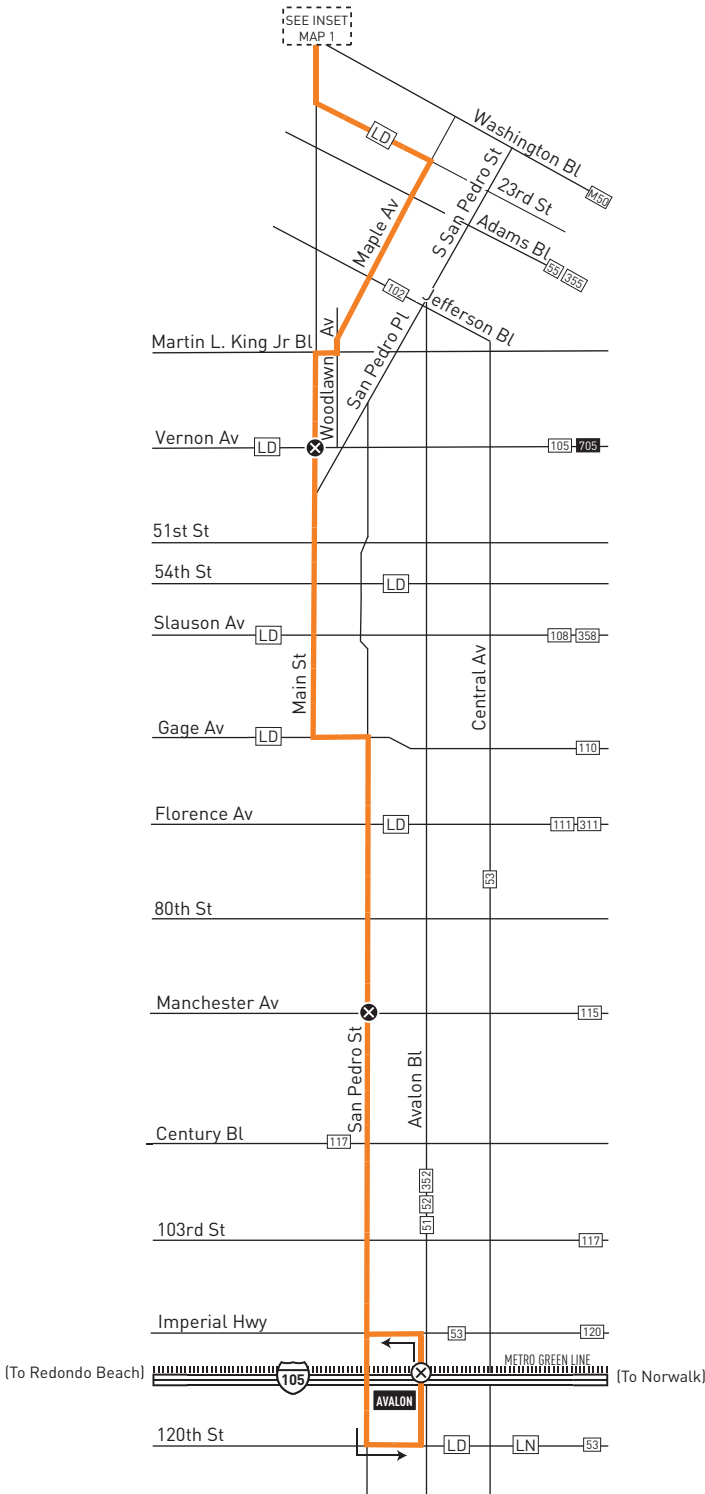 SEE INSET
MAP 1
LD
Washington Bl
M50
23rd St
S San Pedro St
Adams Bl
55 355
Maple Av
102
Jefferson Bl
Martin L. King Jr Bl
Woodlawn Av
San Pedro Pl
Vernon Av
LD
105 705
51st St
54th St
LD
Slauson Av
LD
108 358
Main St
Central Av
Gage Av
LD
110
Florence Av
LD
111 311
53
80th St
Manchester Av
115
San Pedro St
Avalon Bl
Century Bl
117
51 52 352
103rd St
117
Imperial Hwy
53
120
METRO GREEN LINE
(To Redondo Beach)
105
(To Norwalk)
AVALON
120th St
LD
LN
53